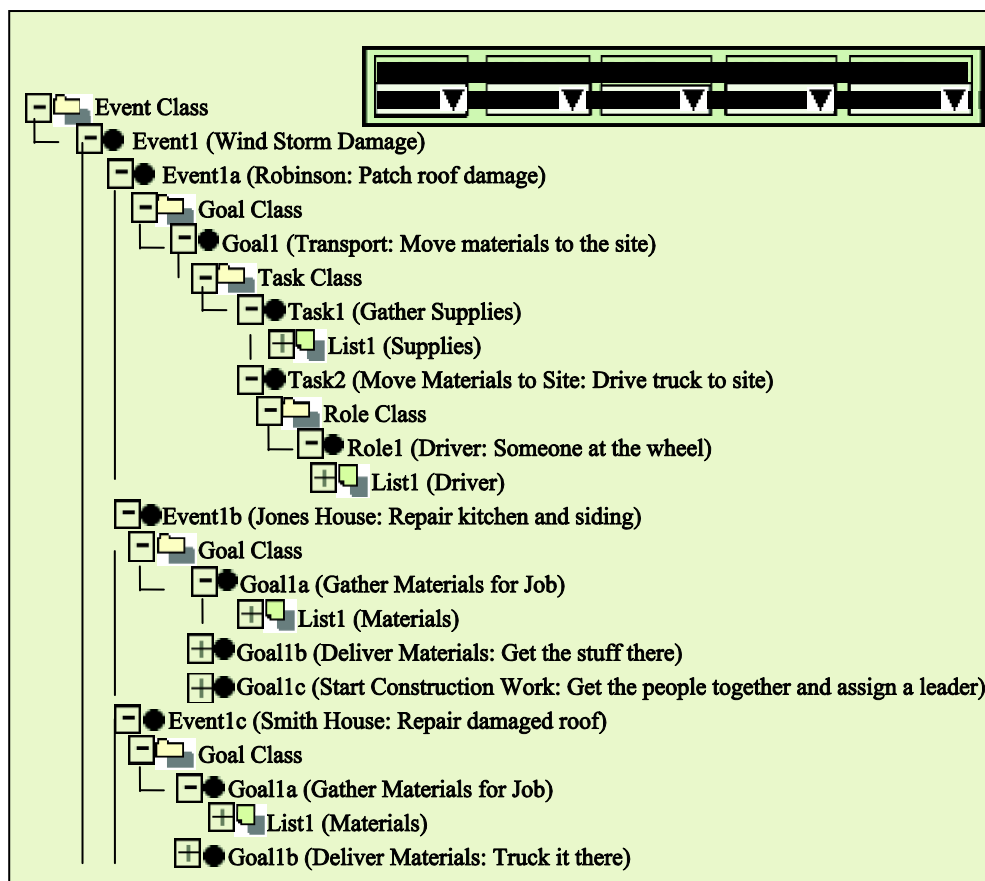 Event Class
Event1 (Wind Storm Damage)
Event1a (Robinson: Patch roof damage)
Goal Class
Goal1 (Transport: Move materials to the site)
Task Class
Task1 (Gather Supplies)
List1 (Supplies)
Task2 (Move Materials to Site: Drive truck to site)
Role Class
Role1 (Driver: Someone at the wheel)
List1 (Driver)
Event1b (Jones House: Repair kitchen and siding)
Goal Class
Goal1a (Gather Materials for Job)
List1 (Materials)
Goal1b (Deliver Materials: Get the stuff there)
Goal1c (Start Construction Work: Get the people together and assign a leader)
Event1c (Smith House: Repair damaged roof)
Goal Class
Goal1a (Gather Materials for Job)
List1 (Materials)
Goal1b (Deliver Materials: Truck it there)